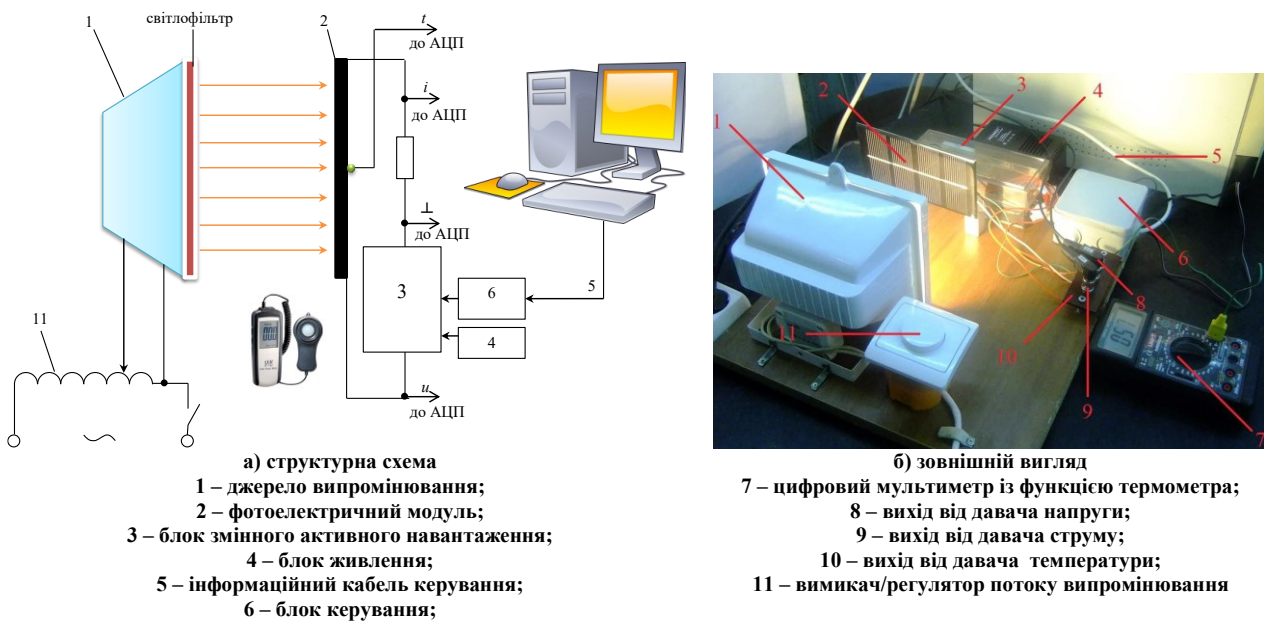 1
світлофільтр
2
t
до АЦП
i
до АЦП
⊥
до АЦП
3
6
5
4
11
u
до АЦП
1
2
3
4
5
6
7
8
9
10
11
а) структурна схема
1 – джерело випромінювання;
2 – фотоелектричний модуль;
3 – блок змінного активного навантаження;
4 – блок живлення;
5 – інформаційний кабель керування;
6 – блок керування;
б) зовнішній вигляд
7 – цифровий мультиметр із функцією термометра;
8 – вихід від давача напруги;
9 – вихід від давача струму;
10 – вихід від давача температури;
11 – вимикач/регулятор потоку випромінювання